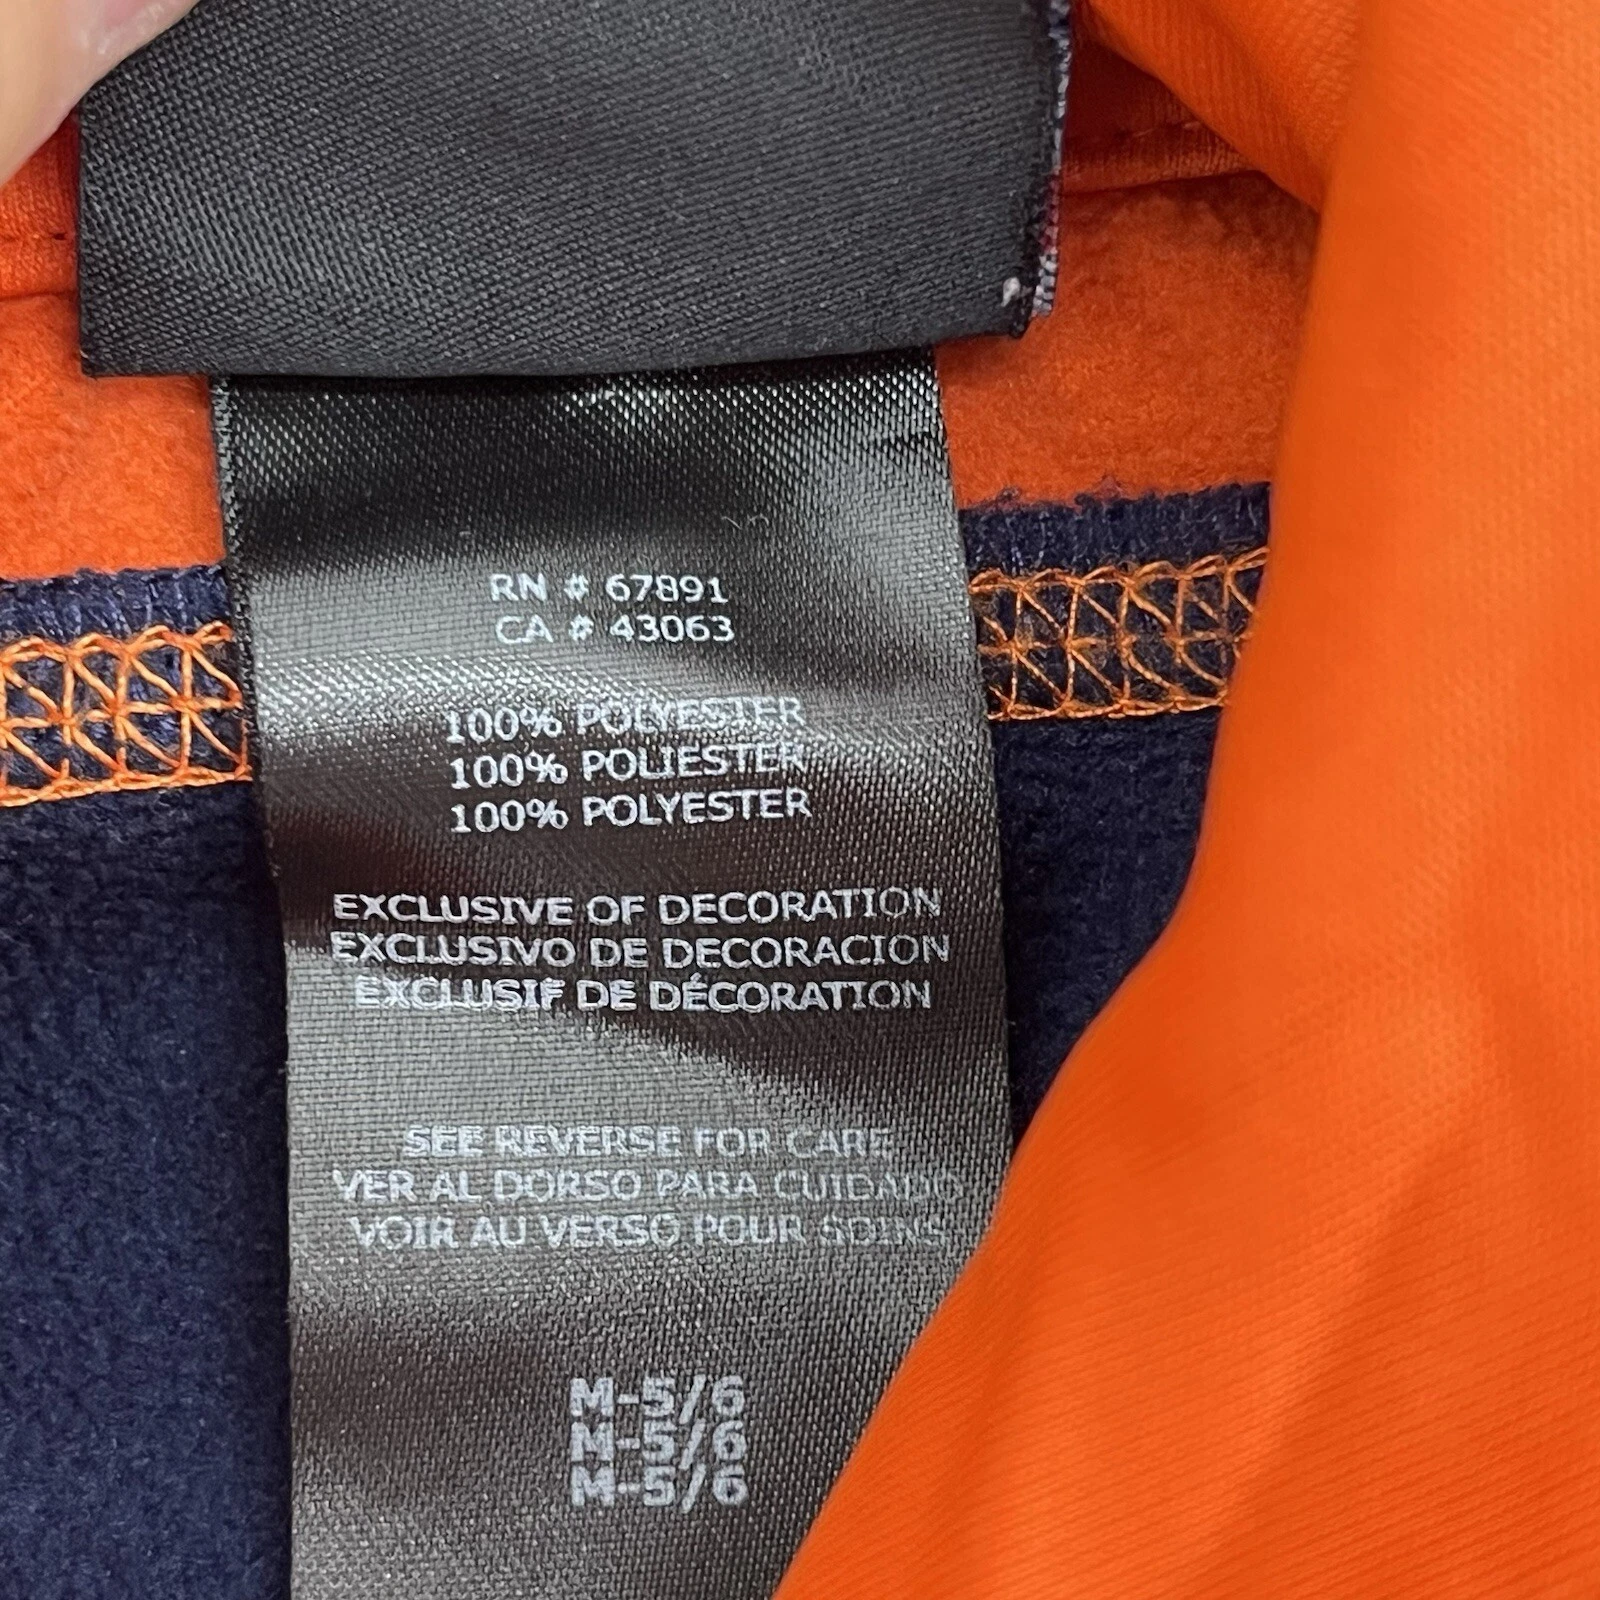 RN # 67891
CA # 43063
100% POLYESTER
100% POLIESTER
100% POLYESTER
EXCLUSIVE OF DECORATION
EXCLUSIVO DE DECORACION
EXCLUSIF DE DÉCORATION
SEE REVERSE FOR CARE
VER AL DORSO PARA CUIDADO
VOIR AU VERSO POUR SOINS
M-5/6
M-5/6
M-5/6